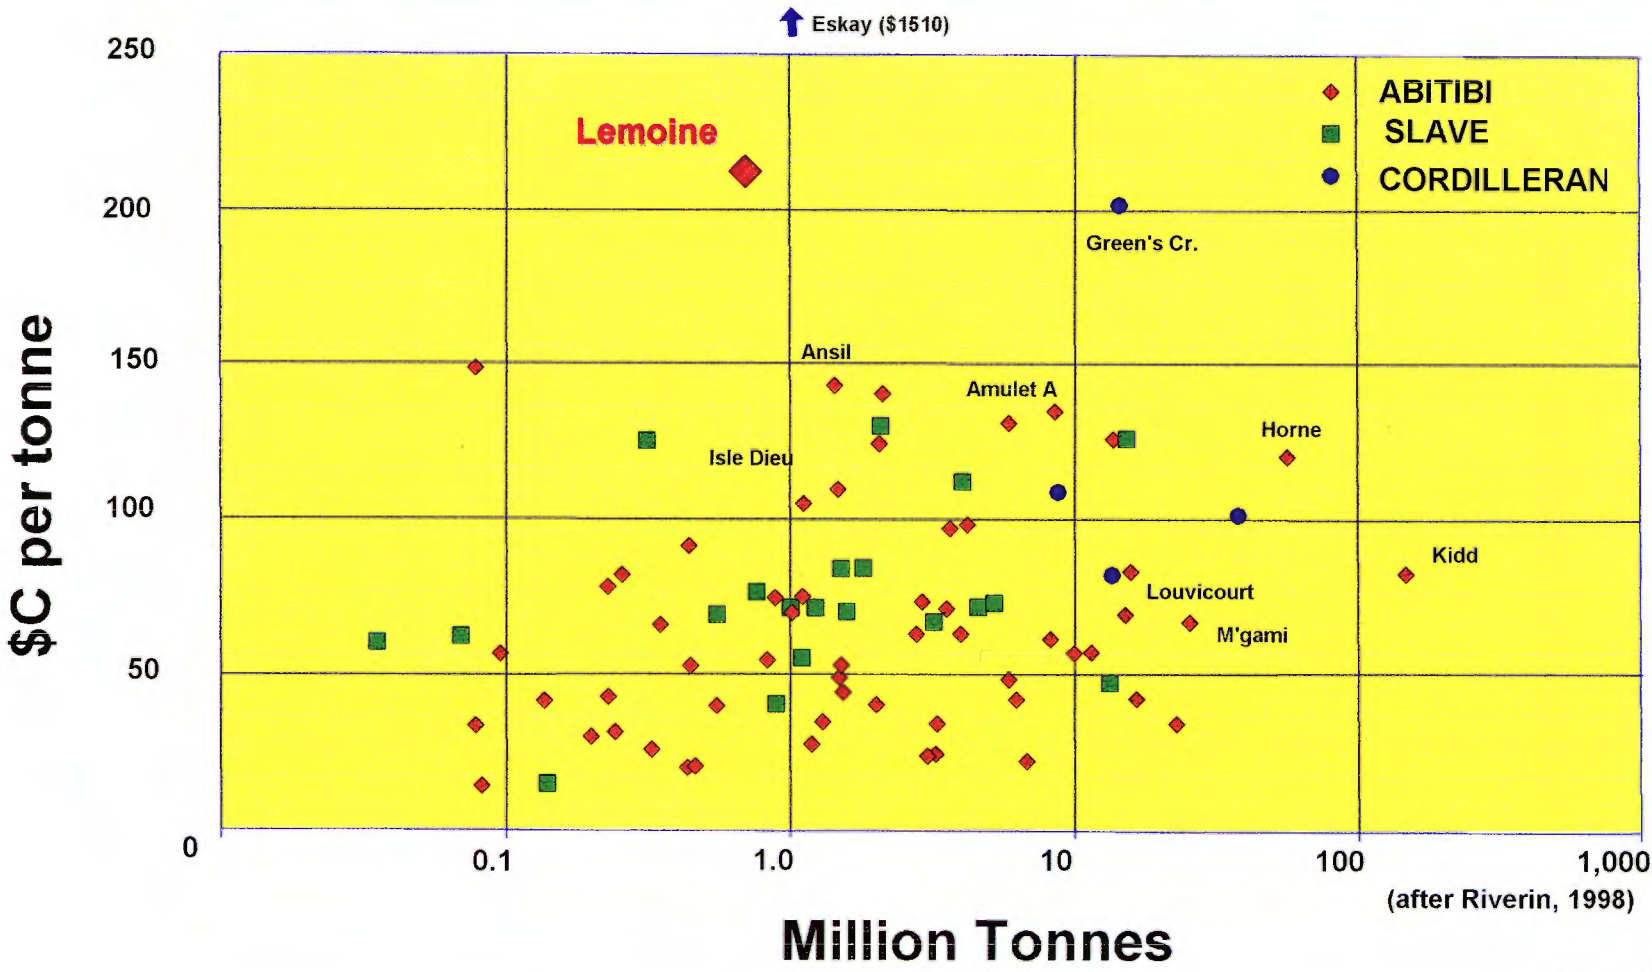 Eskay ($1510)
250
ABITIBI
Lemoine
SLAVE
CORDILLERAN
200
Green's Cr.
150
Ansil
Amulet A
Horne
Isle Dieu
100
Kidd
Louvicourt
M'gami
50
0
0.1
1.0
10
100
1,000
(after Riverin, 1998)
Million Tonnes
$C per tonne